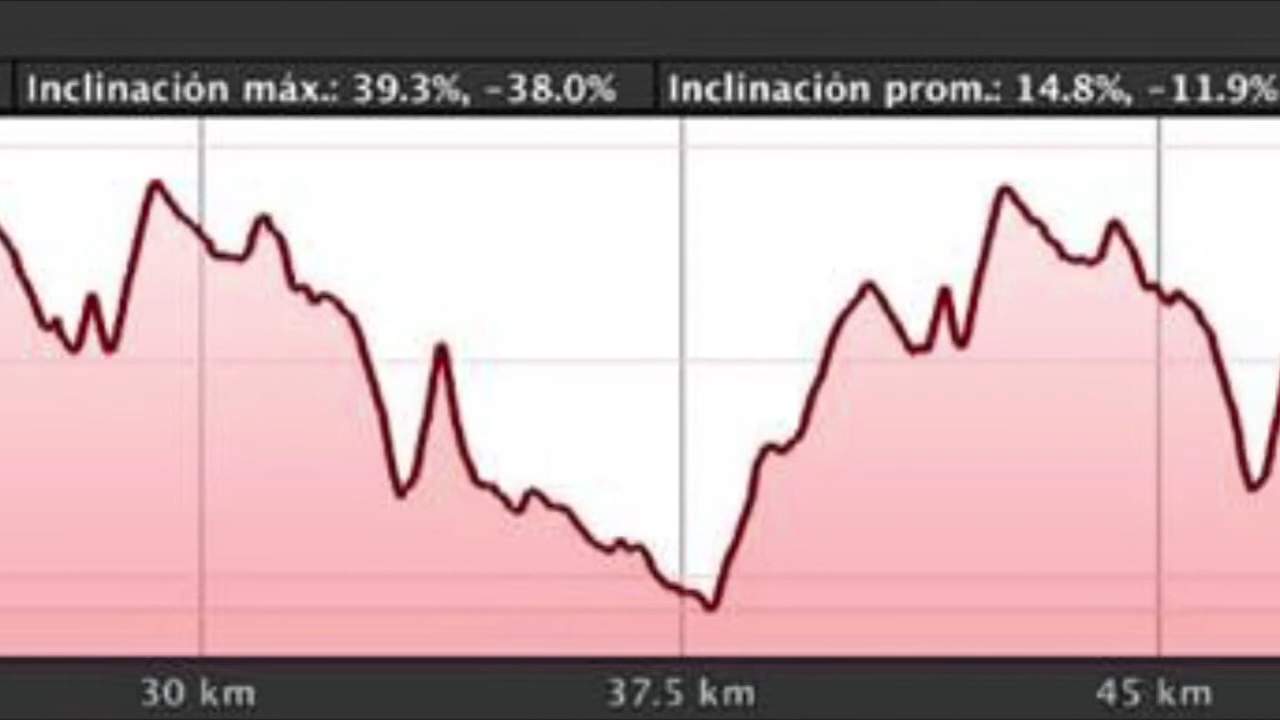 Inclinación máx.: 39.3%, -38.0% Inclinación prom.: 14.8%, -11.9%
30 km 37.5 km 45 km